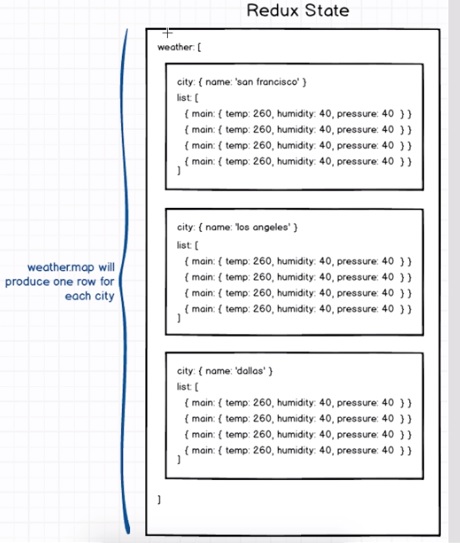 Redux State
weather: [
city: { name: 'san francisco' }
list: [
{ main: { temp: 260, humidity: 40, pressure: 40 } }
{ main: { temp: 260, humidity: 40, pressure: 40 } }
{ main: { temp: 260, humidity: 40, pressure: 40 } }
{ main: { temp: 260, humidity: 40, pressure: 40 } }
]
city: { name: 'los angeles' }
list: [
{ main: { temp: 260, humidity: 40, pressure: 40 } }
{ main: { temp: 260, humidity: 40, pressure: 40 } }
{ main: { temp: 260, humidity: 40, pressure: 40 } }
{ main: { temp: 260, humidity: 40, pressure: 40 } }
]
weather.map will
produce one row for
each city
city: { name: 'dallas' }
list: [
{ main: { temp: 260, humidity: 40, pressure: 40 } }
{ main: { temp: 260, humidity: 40, pressure: 40 } }
{ main: { temp: 260, humidity: 40, pressure: 40 } }
{ main: { temp: 260, humidity: 40, pressure: 40 } }
]
]